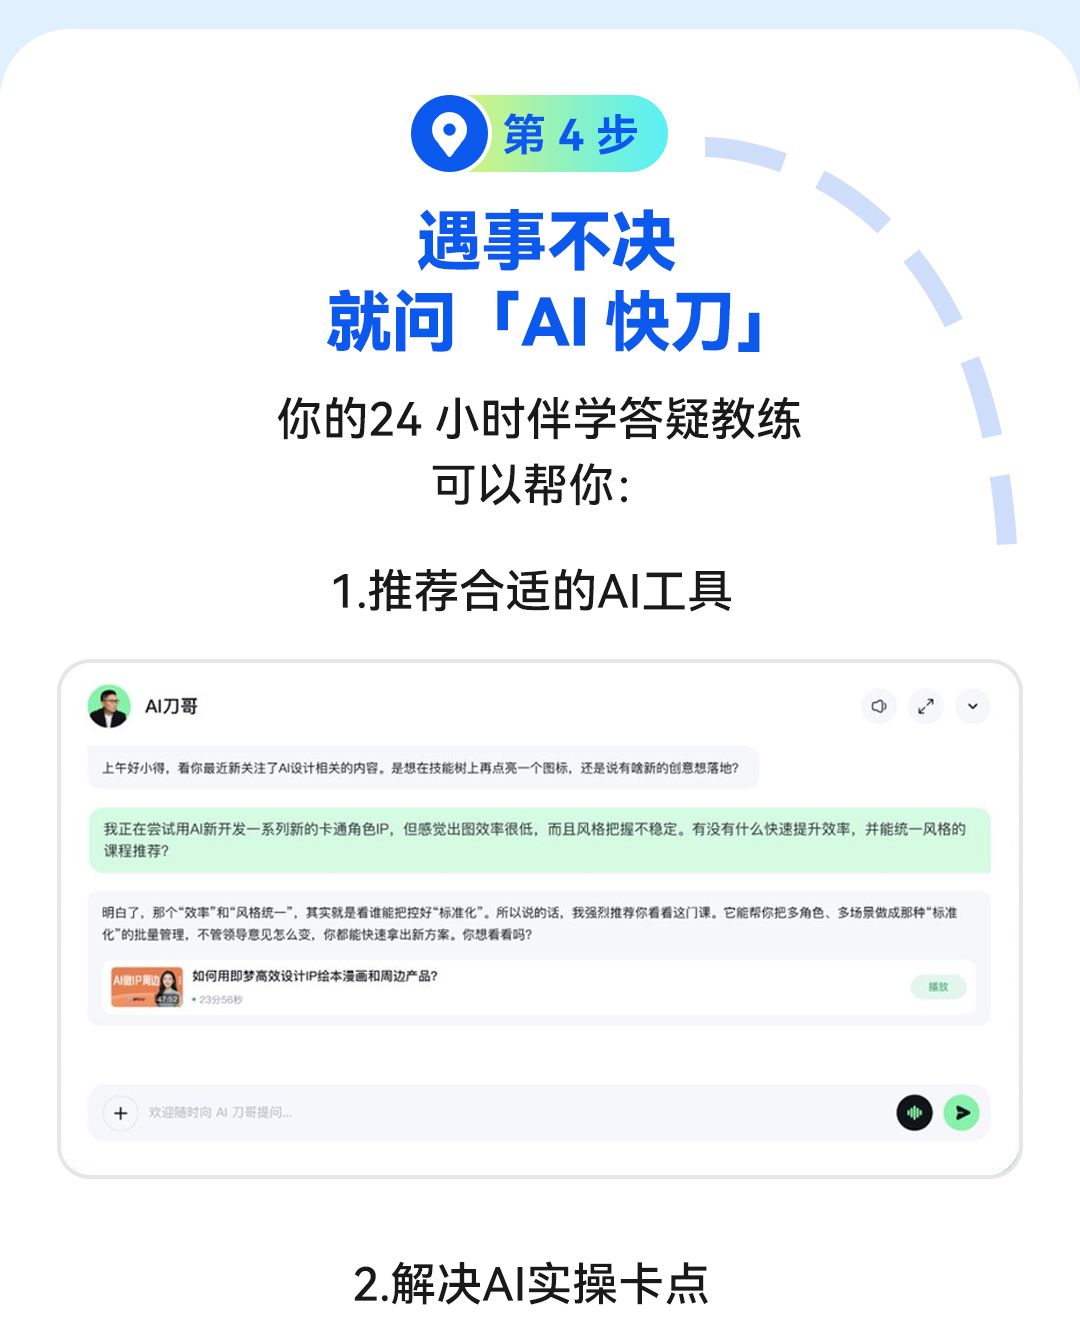 第 4 步
遇事不决
就问「AI 快刀」
你的24 小时伴学答疑教练
可以帮你：
1.推荐合适的AI工具
AI刀哥
上午好小得，看你最近新关注了AI设计相关的内容。是想在技能树上再点亮一个图标，还是说有啥新的创意想落地？
我正在尝试用AI新开发一系列新的卡通角色IP，但感觉出图效率很低，而且风格把握不稳定。有没有什么快速提升效率，并能统一风格的
课程推荐？
明白了，那个“效率”和“风格统一”，其实就是看谁能把控好“标准化”。所以说的话，我强烈推荐你看看这门课。它能帮你把多角色、多场景做成那种“标准
化”的批量管理，不管领导意见怎么变，你都能快速拿出新方案。你想看看吗？
AI做IP周边
47:52
如何用即梦高效设计IP绘本漫画和周边产品？
23分56秒
播放
欢迎随时向 AI 刀哥提问...
2.解决AI实操卡点